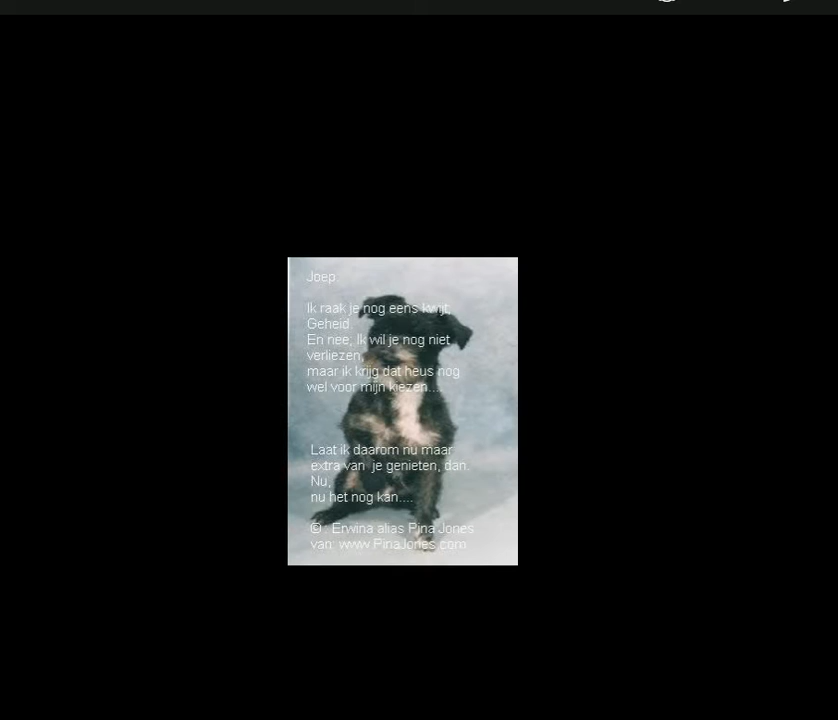 Joep:
Ik raak je nog eens kwijt,
Geheid.
En nee; Ik wil je nog niet
verliezen,
maar ik krijg dat heus nog
wel voor mijn kiezen....
Laat ik daarom nu maar
extra van je genieten, dan.
Nu,
nu het nog kan....
© : Erwina alias Pina Jones
van: www.PinaJones.com